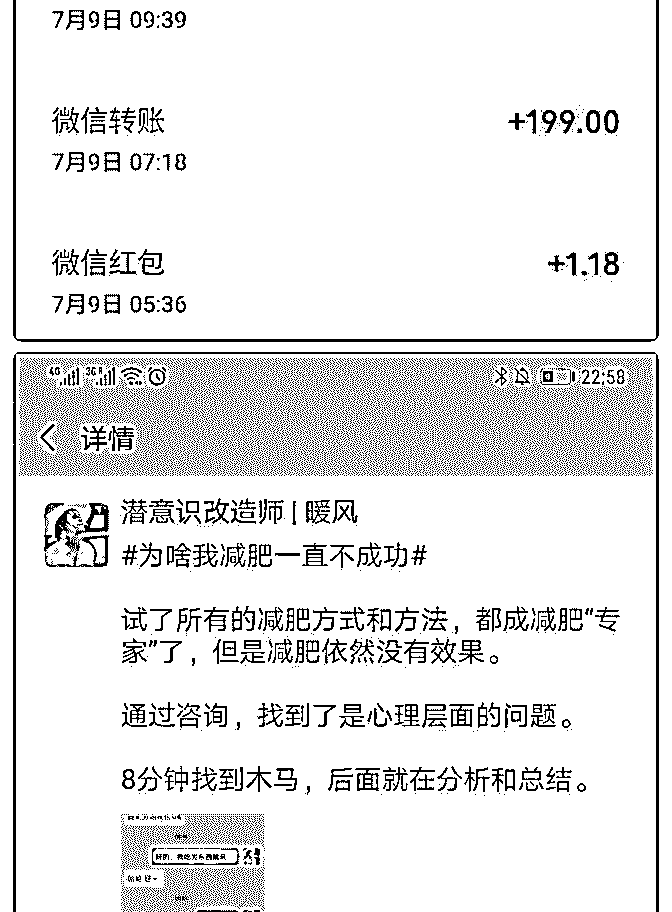 7月9日 09:39
微信转账
+199.00
7月9日 07:18
微信红包
+1.18
7月9日 05:36
22:58
详情
潜意识改造师 | 暖风
#为啥我减肥一直不成功#
试了所有的减肥方式和方法，都成减肥“专
家”了，但是减肥依然没有效果。
通过咨询，找到了是心理层面的问题。
8分钟找到木马，后面就在分析和总结。